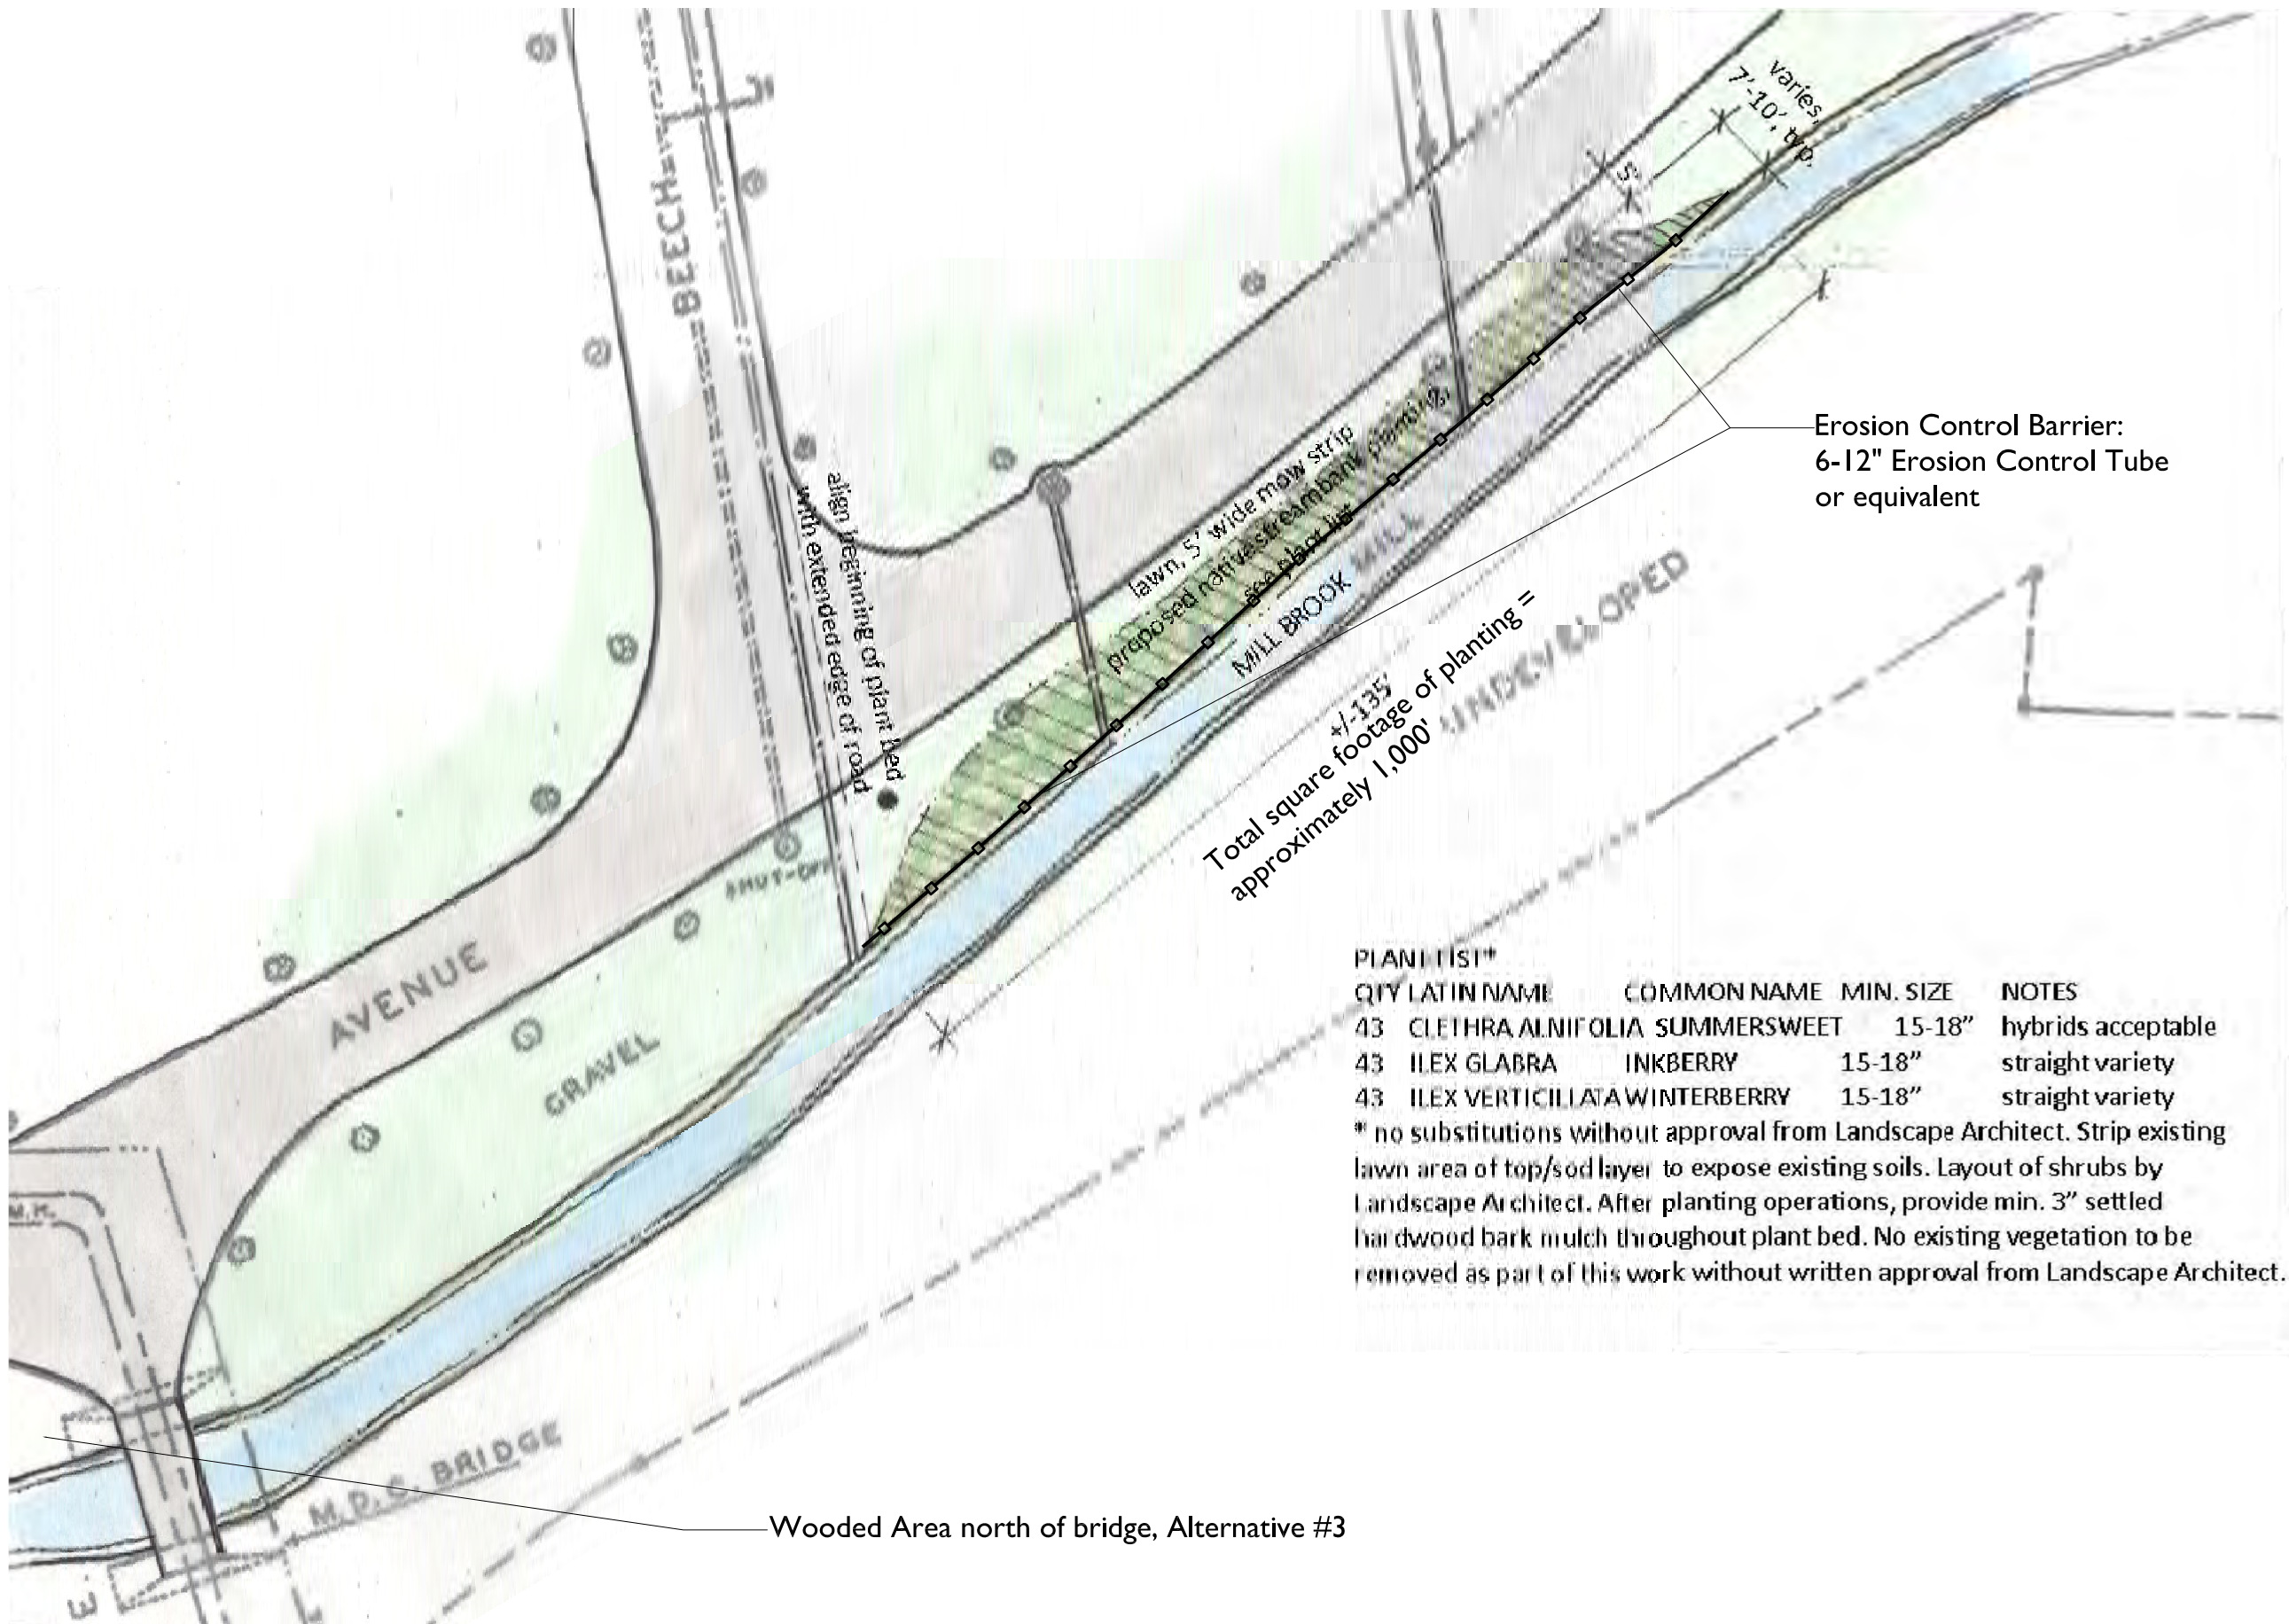 BEECH
varies,
7'-10', typ.
5'
Erosion Control Barrier:
6-12" Erosion Control Tube
or equivalent
align beginning of plant bed
with extended edge of road
lawn, 5' wide mow strip
proposed native streambank planting,
see plant list
MILL BROOK
MILL
UNDEVELOPED
+/-135'
Total square footage of planting =
approximately 1,000'
SHUT-OFF
AVENUE
GRAVEL
PLANT LIST*
QTY LATIN NAME COMMON NAME MIN. SIZE NOTES
43 CLETHRA ALNIFOLIA SUMMERSWEET 15-18" hybrids acceptable
43 ILEX GLABRA INKBERRY 15-18" straight variety
43 ILEX VERTICILLATA WINTERBERRY 15-18" straight variety
* no substitutions without approval from Landscape Architect. Strip existing
lawn area of top/sod layer to expose existing soils. Layout of shrubs by
Landscape Architect. After planting operations, provide min. 3" settled
hardwood bark mulch throughout plant bed. No existing vegetation to be
removed as part of this work without written approval from Landscape Architect.
M.H.
M.D.C. BRIDGE
Wooded Area north of bridge, Alternative #3